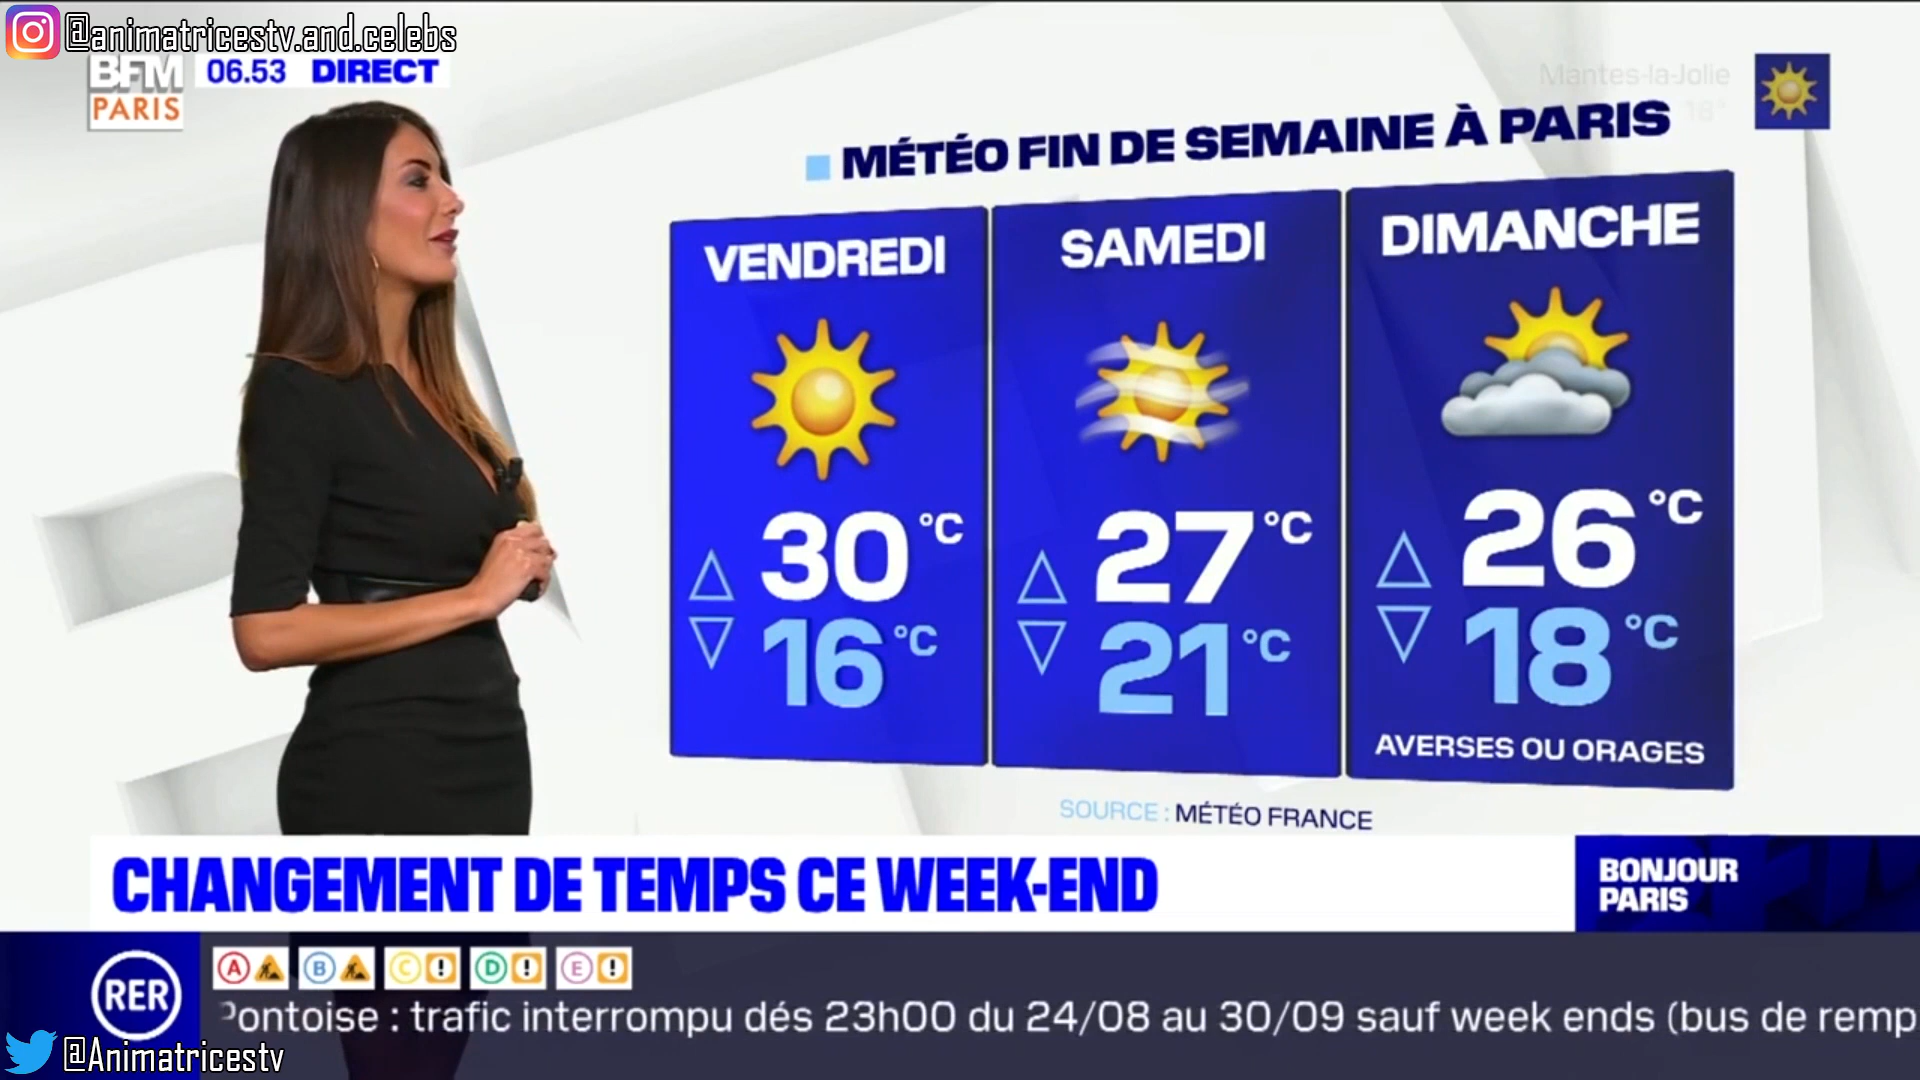 @animatricestv.and.celebs
BFM
PARIS
06.53 DIRECT
Mantes-la-Jolie
16°
MÉTÉO FIN DE SEMAINE À PARIS
VENDREDI
30°C
16°C
SAMEDI
27°C
21°C
DIMANCHE
26°C
18°C
AVERSES OU ORAGES
SOURCE : MÉTÉO FRANCE
CHANGEMENT DE TEMPS CE WEEK-END
BONJOUR
PARIS
RER
A B C ! D ! E !
Pontoise : trafic interrompu dés 23h00 du 24/08 au 30/09 sauf week ends (bus de remp
@Animatricestv